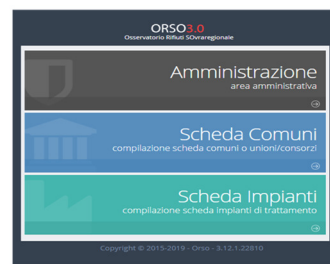 ORSO3.0
Osservatorio Rifiuti SOvraregionale
Amministrazione
area amministrativa
Scheda Comuni
compilazione scheda comuni o unioni/consorzi
Scheda Impianti
compilazione scheda impianti di trattamento
Copyright © 2015-2019 - Orso - 3.12.1.22810